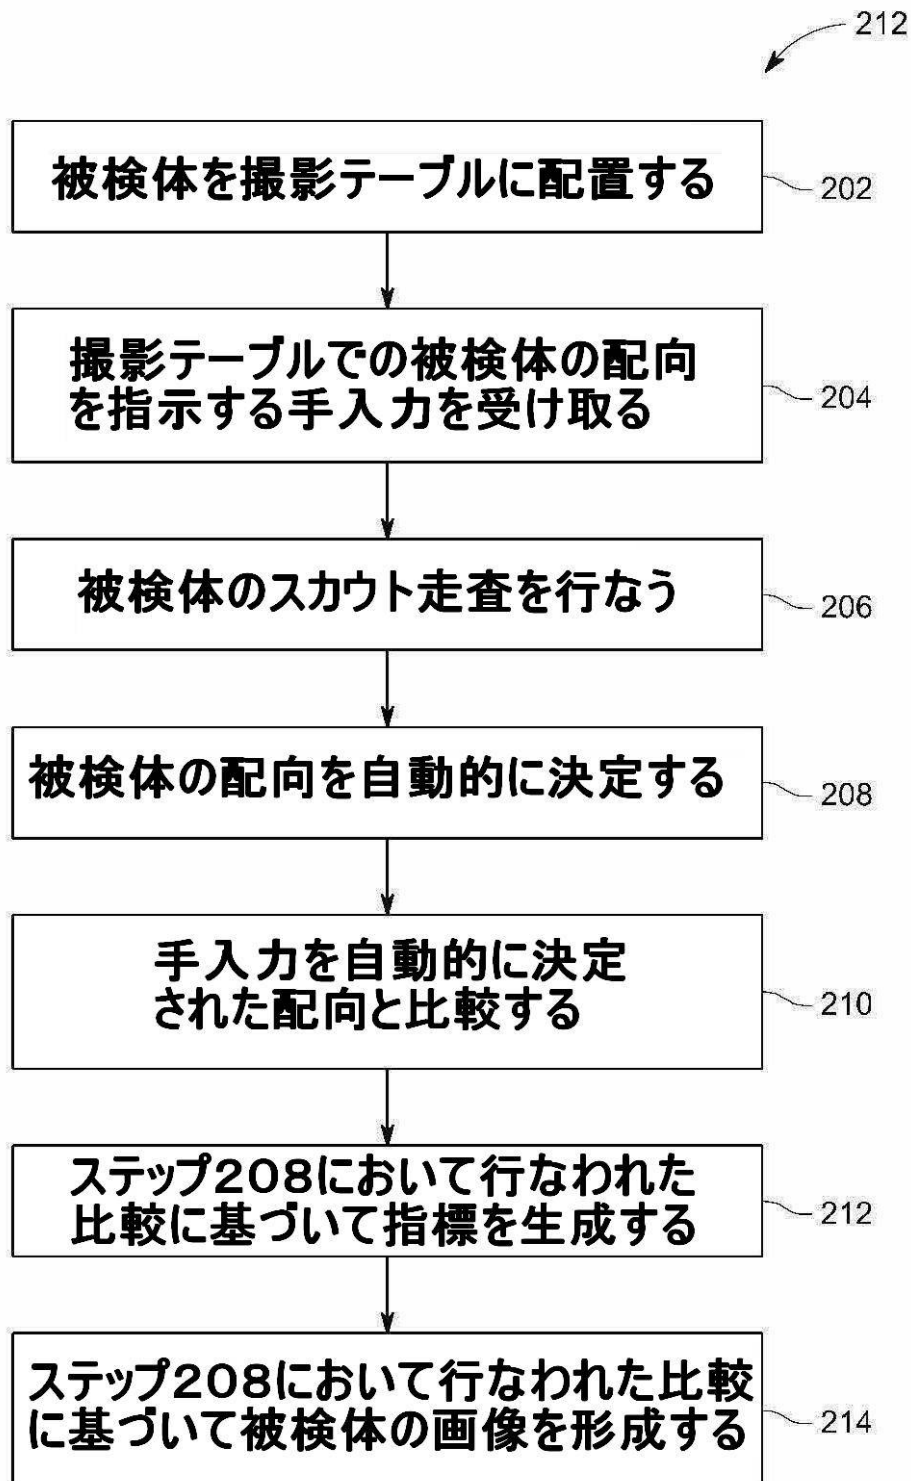 212
被検体を撮影テーブルに配置する
202
撮影テーブルでの被検体の配向
を指示する手入力を受け取る
204
被検体のスカウト走査を行なう
206
被検体の配向を自動的に決定する
208
手入力を自動的に決定
された配向と比較する
210
ステップ208において行なわれた
比較に基づいて指標を生成する
212
ステップ208において行なわれた比較
に基づいて被検体の画像を形成する
214